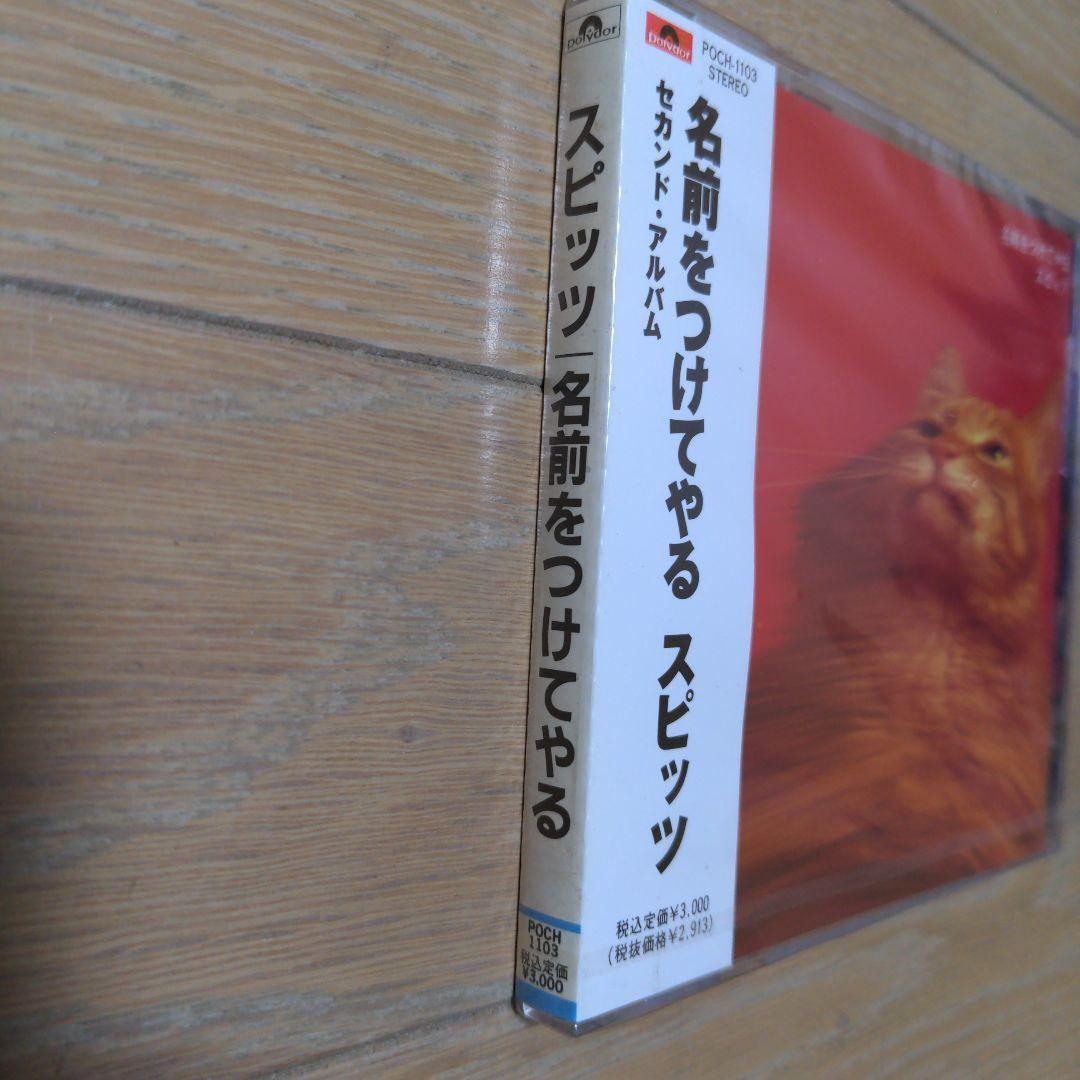 Polydor
スピッツ|名前をつけてやる
POCH
1103
税込定価
¥3,000
Polydor
POCH-1103
STEREO
名前をつけてやる スピッツ
セカンド・アルバム
税込定価¥3,000
(税抜価格¥2,913)